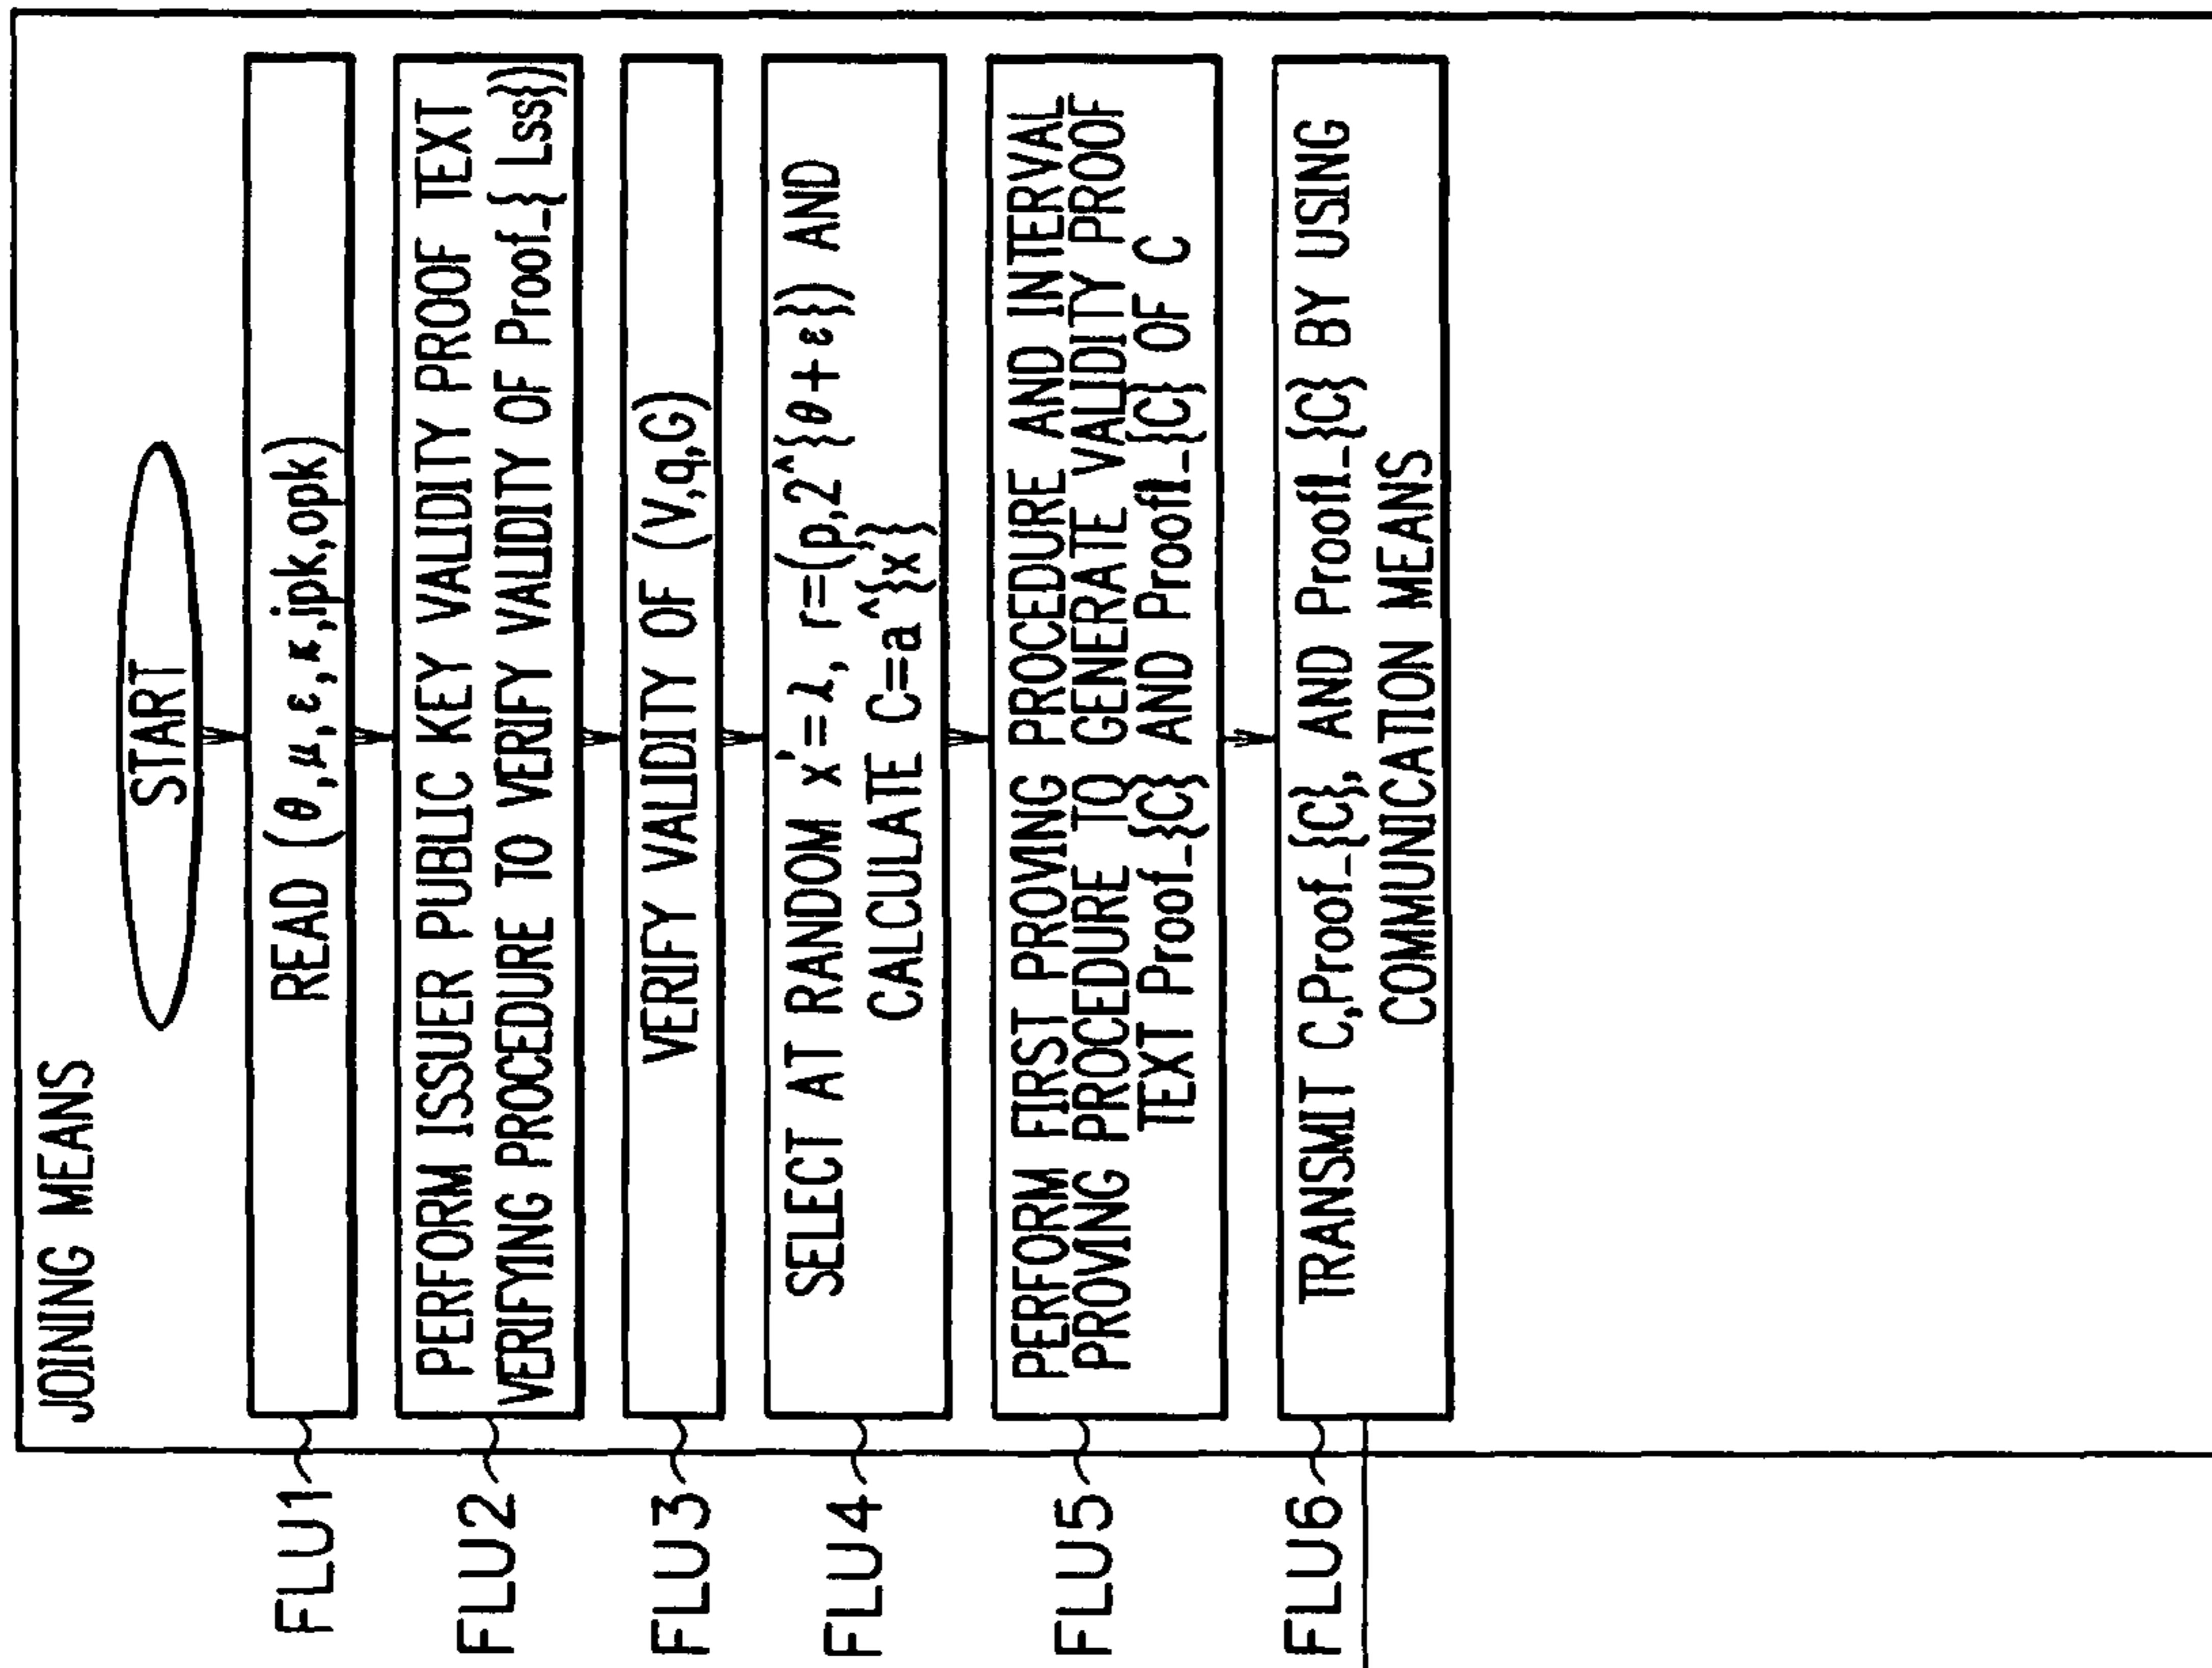 JOINING MEANS
START
FLU1
READ (θ,μ,ε,κ,ipk,opk)
FLU2
PERFORM ISSUER PUBLIC KEY VALIDITY PROOF TEXT
VERIFYING PROCEDURE TO VERIFY VALIDITY OF Proof_{ Lss})
FLU3
VERIFY VALIDITY OF (V,q,G)
FLU4
SELECT AT RANDOM x'=λ, r=(p,2^{θ+ε}) AND
CALCULATE C=a^{x'}
FLU5
PERFORM FIRST PROVING PROCEDURE AND INTERVAL
PROVING PROCEDURE TO GENERATE VALIDITY PROOF
TEXT Proof_{C} AND ProofI_{C} OF C
FLU6
TRANSMIT C,Proof_{C}, AND ProofI_{C} BY USING
COMMUNICATION MEANS